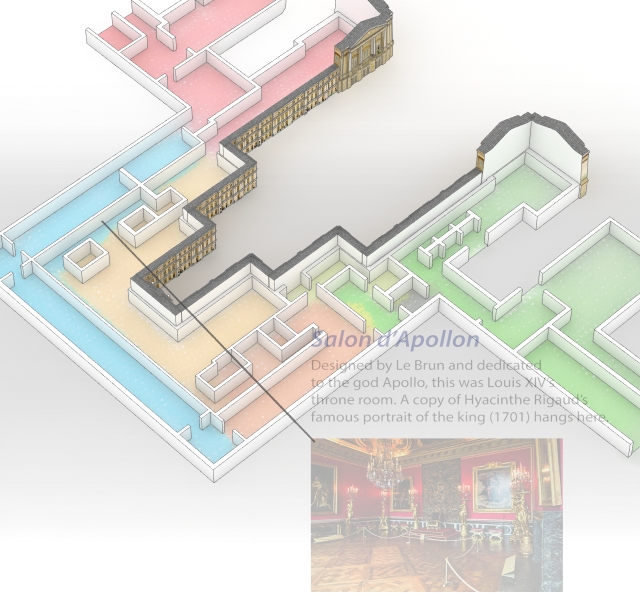 Salon d'Apollon
Designed by Le Brun and dedicated
to the god Apollo, this was Louis XIV's
throne room. A copy of Hyacinthe Rigaud's
famous portrait of the king (1701) hangs here.